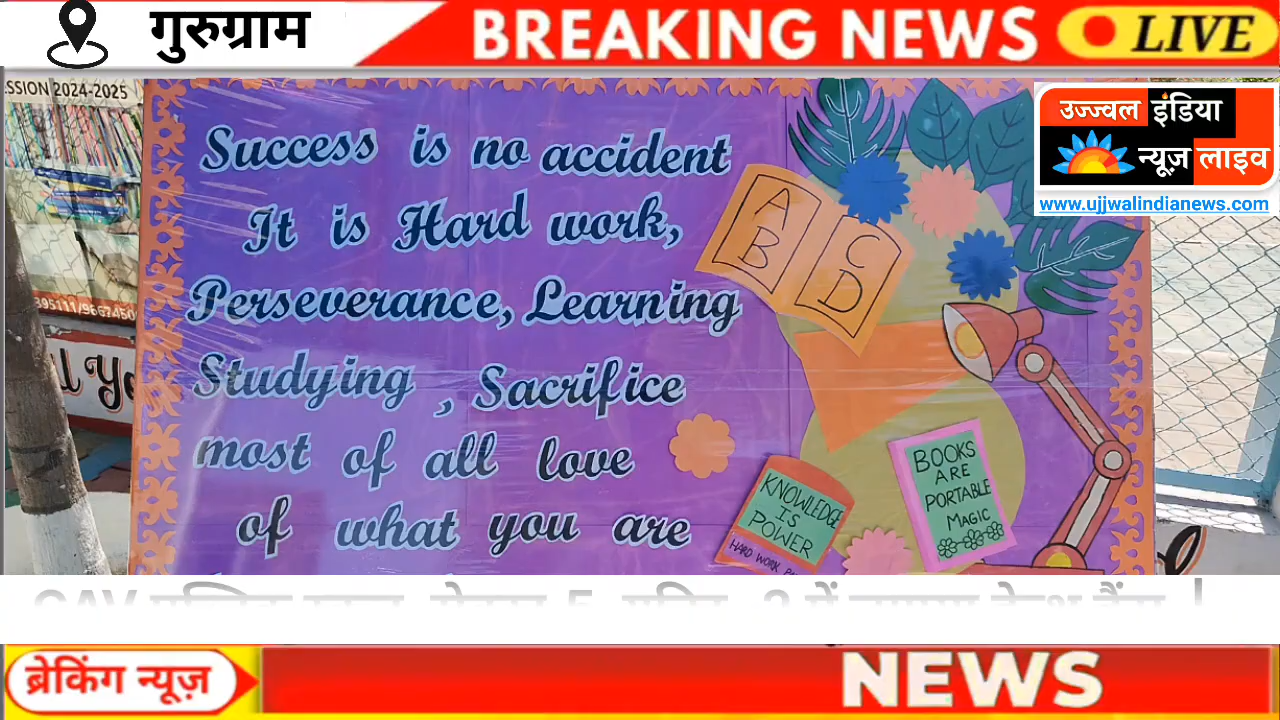 गुरुग्राम
BREAKING NEWS
LIVE
SSION 2024-2025
उज्ज्वल इंडिया
न्यूज़ लाइव
www.ujjwalindianews.com
Success is no accident
It is Hard work,
Perseverance, Learning
Studying, Sacrifice
most of all love
of what you are
A B C D
KNOWLEDGE
IS
POWER
HARD WORK
BOOKS
ARE
PORTABLE
MAGIC
ब्रेकिंग न्यूज़
NEWS